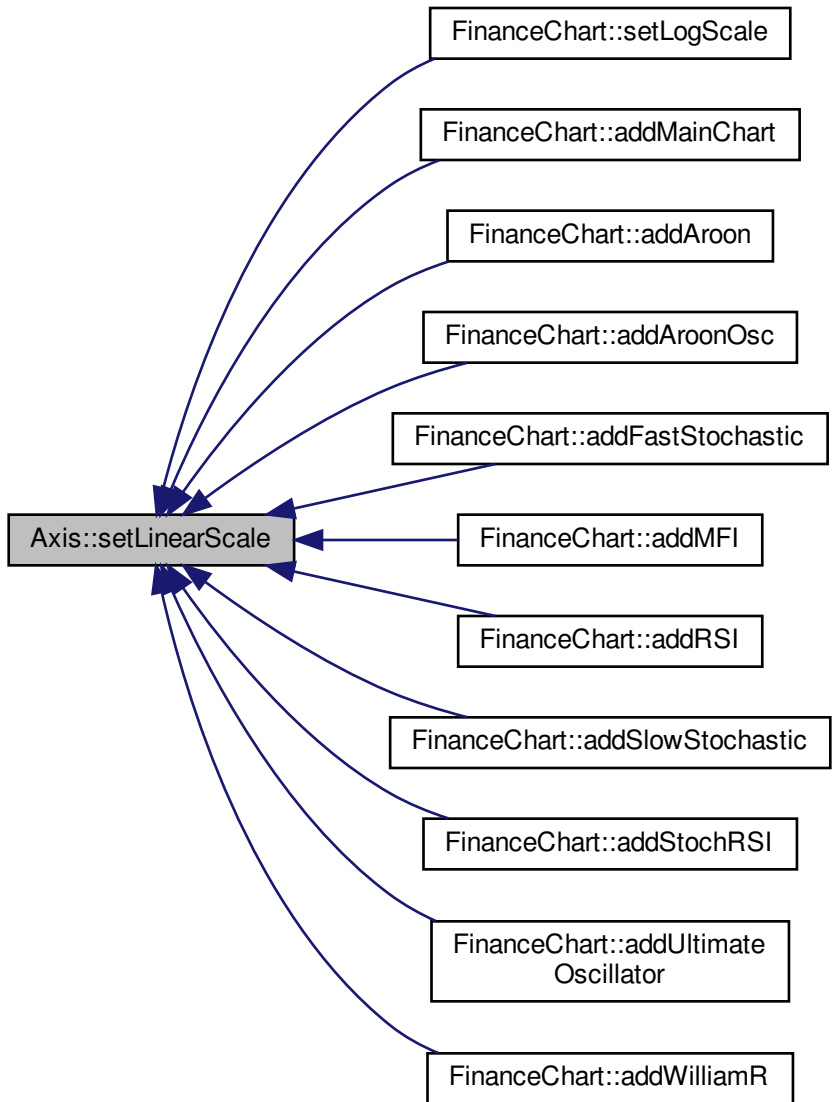 FinanceChart::setLogScale
FinanceChart::addMainChart
FinanceChart::addAroon
FinanceChart::addAroonOsc
FinanceChart::addFastStochastic
Axis::setLinearScale
FinanceChart::addMFI
FinanceChart::addRSI
FinanceChart::addSlowStochastic
FinanceChart::addStochRSI
FinanceChart::addUltimate
Oscillator
FinanceChart::addWilliamR